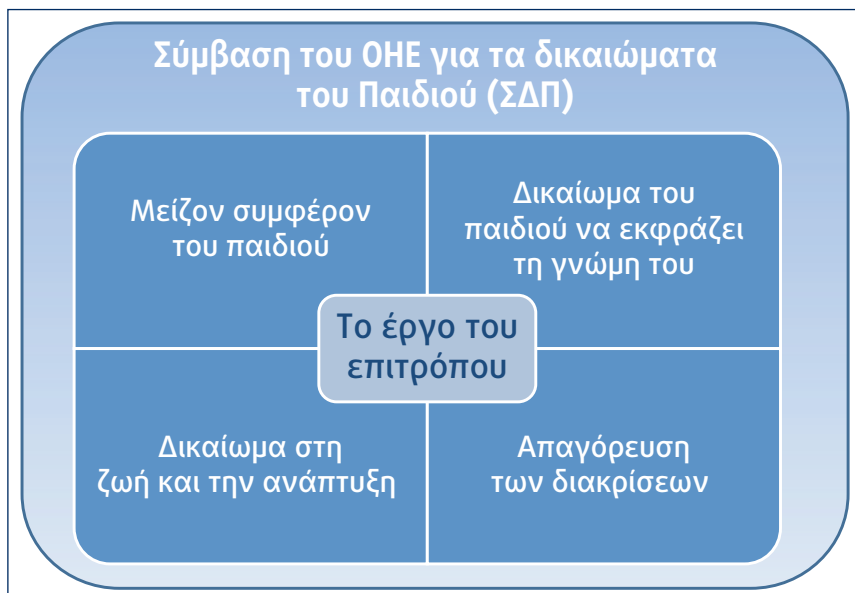 Σύμβαση του ΟΗΕ για τα δικαιώματα
του Παιδιού (ΣΔΠ)
Μείζον συμφέρον
του παιδιού
Δικαίωμα του
παιδιού να εκφράζει
τη γνώμη του
Το έργο του
επιτρόπου
Δικαίωμα στη
ζωή και την ανάπτυξη
Απαγόρευση
των διακρίσεων